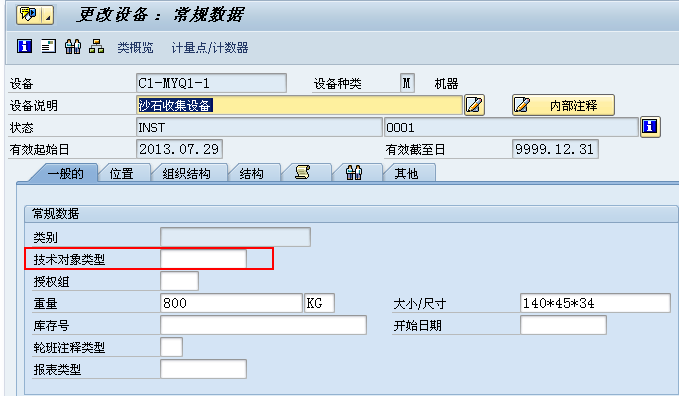 更改设备：常规数据
类概览 计量点/计数器
设备 C1-MYQ1-1 设备种类 M 机器
设备说明 沙石收集设备 内部注释
状态 INST 0001
有效起始日 2013.07.29 有效截至日 9999.12.31
一般的 位置 组织结构 结构 其他
常规数据
类别
技术对象类型
授权组
重量 800 KG 大小/尺寸 140*45*34
库存号 开始日期
轮班注释类型
报表类型